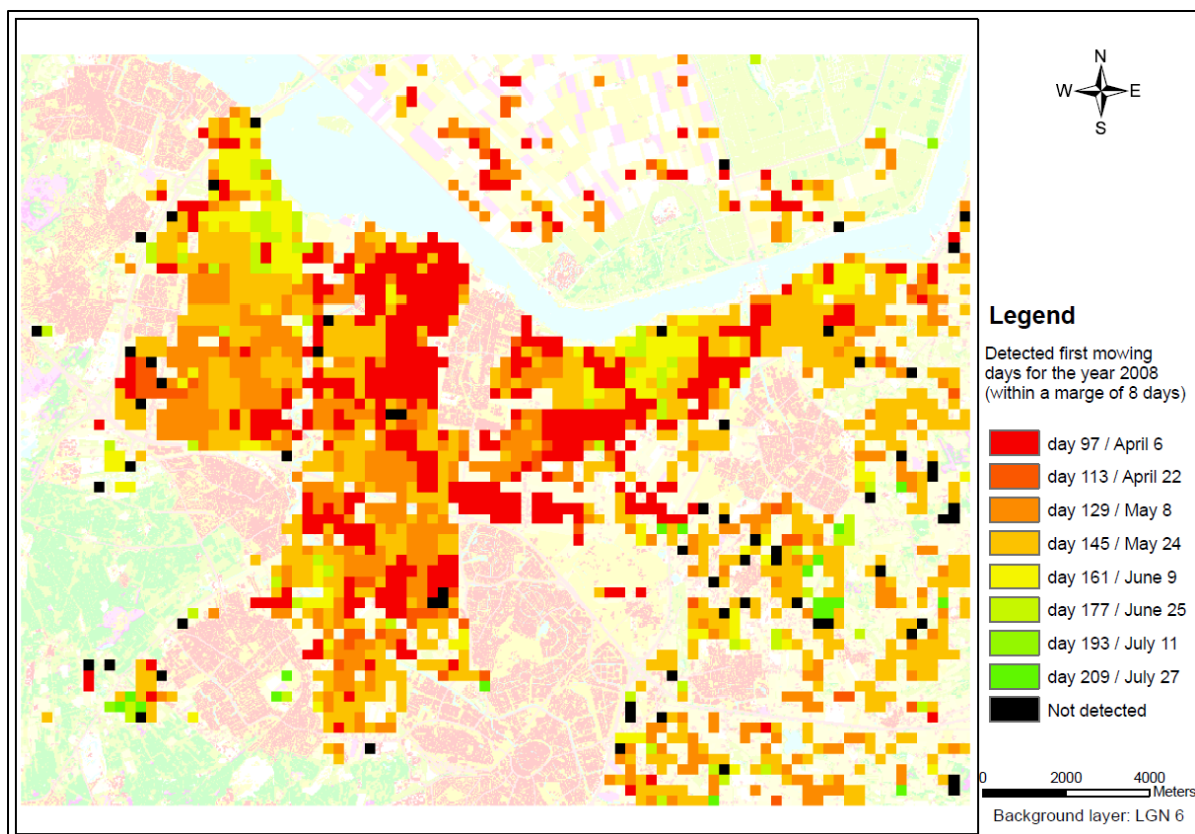 N
W E
S
Legend
Detected first mowing
days for the year 2008
(within a marge of 8 days)
day 97 / April 6
day 113 / April 22
day 129 / May 8
day 145 / May 24
day 161 / June 9
day 177 / June 25
day 193 / July 11
day 209 / July 27
Not detected
0 2000 4000
Meters
Background layer: LGN 6